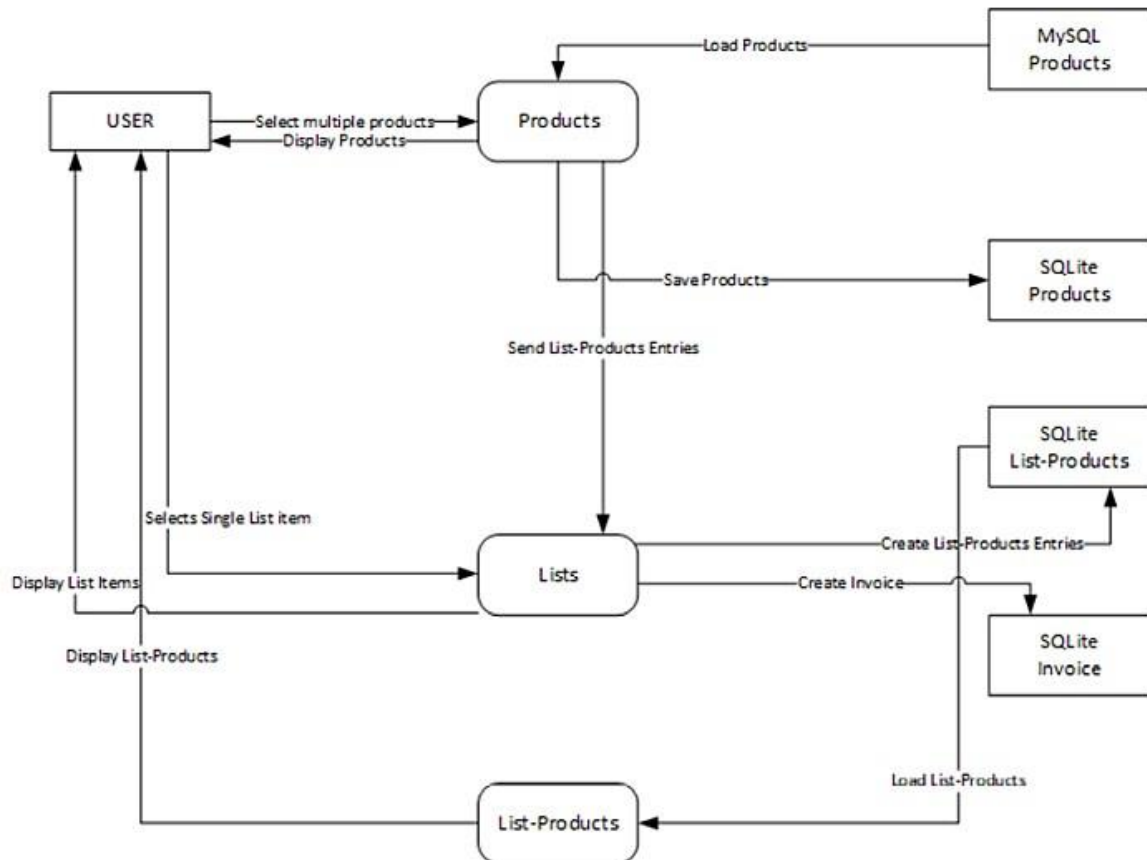 MySQL
Products
Load Products
USER
Select multiple products
Display Products
Products
SQLite
Products
Save Products
Send List-Products Entries
SQLite
List-Products
Selects Single List item
Create List-Products Entries
Lists
Display List Items
Create Invoice
SQLite
Invoice
Display List-Products
Load List-Products
List-Products